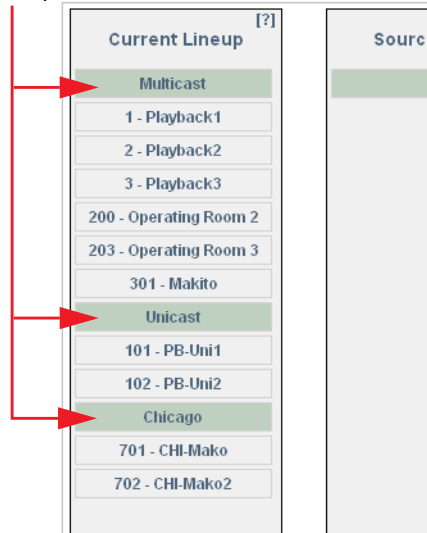 [?]
Current Lineup
Multicast
1 - Playback1
2 - Playback2
3 - Playback3
200 - Operating Room 2
203 - Operating Room 3
301 - Makito
Unicast
101 - PB-Uni1
102 - PB-Uni2
Chicago
701 - CHI-Mako
702 - CHI-Mako2
Sourc